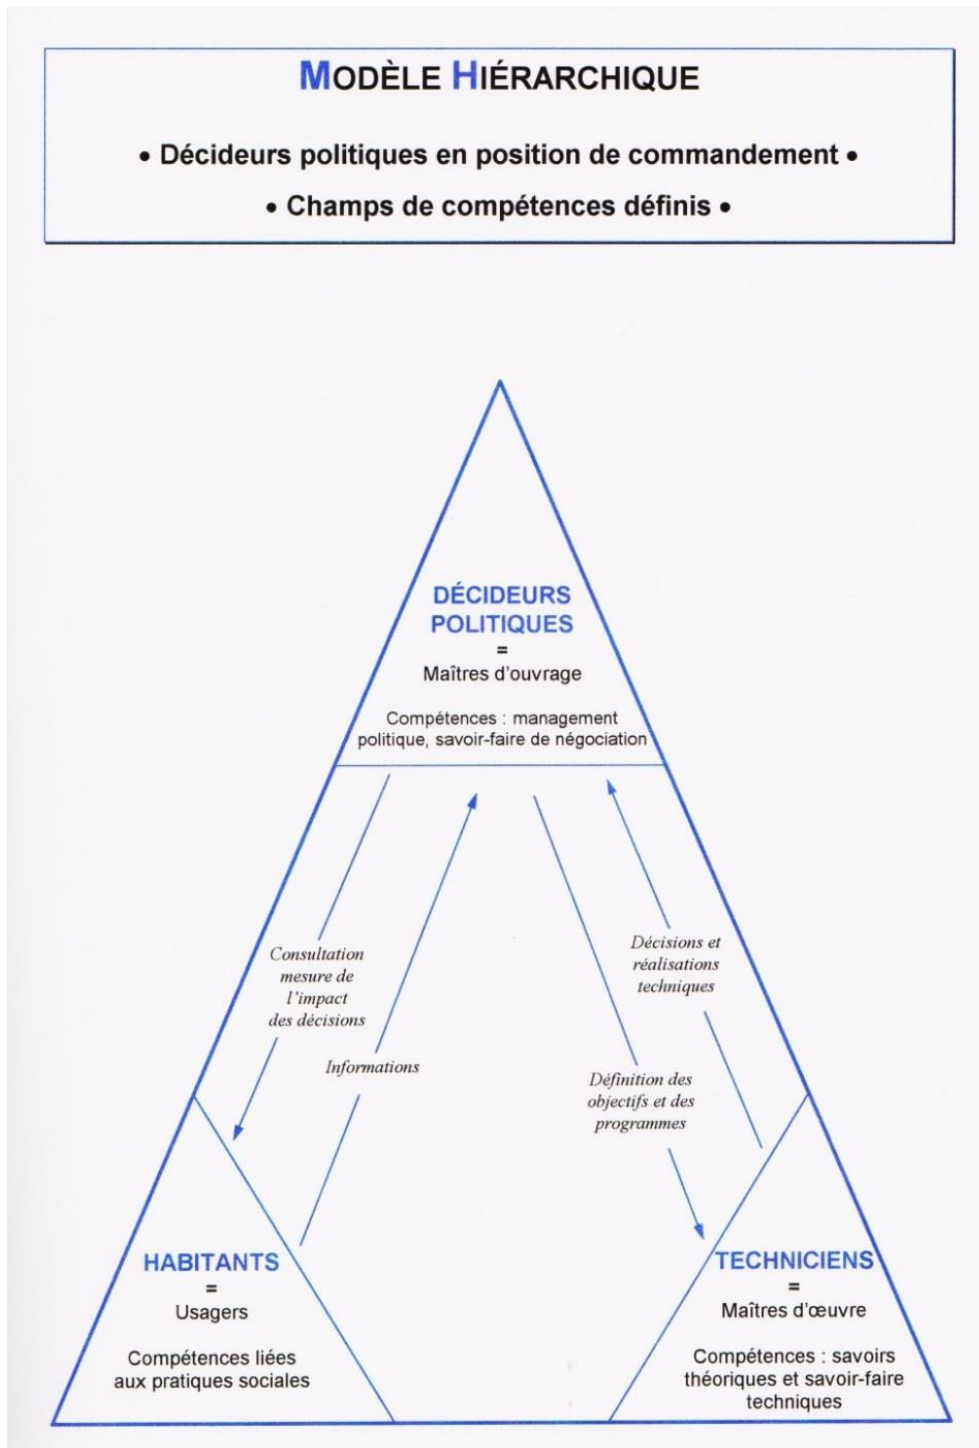 MODÈLE HIÉRARCHIQUE
• Décideurs politiques en position de commandement •
• Champs de compétences définis •
DÉCIDEURS
POLITIQUES
=
Maîtres d'ouvrage
Compétences : management
politique, savoir-faire de négociation
Consultation
mesure de
l'impact
des décisions
Informations
Décisions et
réalisations
techniques
Définition des
objectifs et des
programmes
HABITANTS
=
Usagers
Compétences liées
aux pratiques sociales
TECHNICIENS
=
Maîtres d'œuvre
Compétences : savoirs
théoriques et savoir-faire
techniques